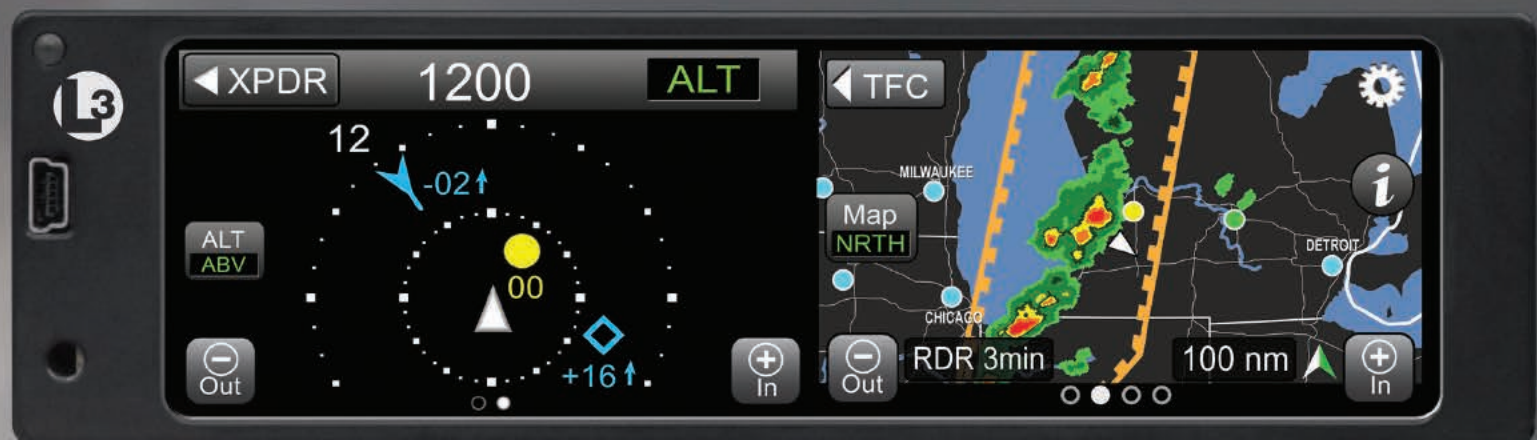 L3
XPDR
1200
ALT
12
-02↑
ALT
ABV
00
+16↑
Out
In
TFC
MILWAUKEE
Map
NRTH
i
DETROIT
CHICAGO
RDR 3min
100 nm
Out
In